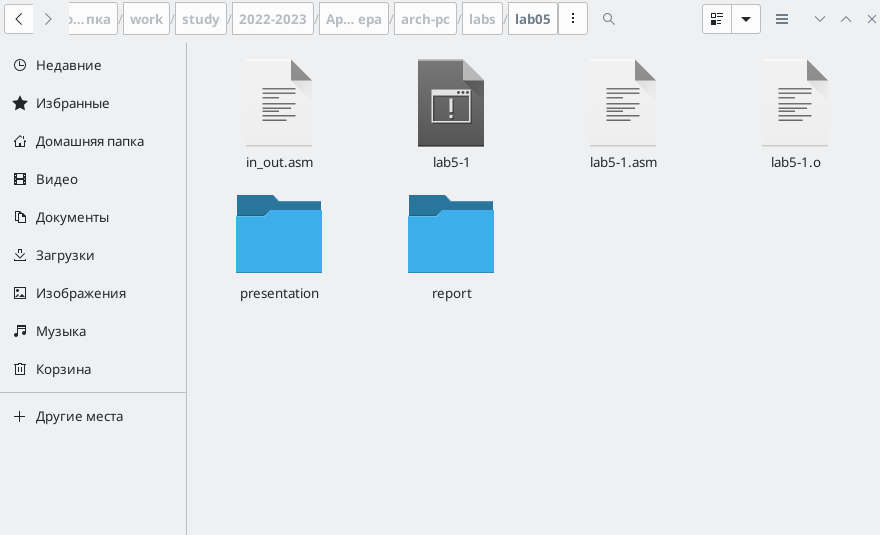 о…пка / work / study / 2022-2023 / Ар… ера / arch-pc / labs / lab05
Недавние
Избранные
Домашняя папка
Видео
Документы
Загрузки
Изображения
Музыка
Корзина
Другие места
in_out.asm
lab5-1
lab5-1.asm
lab5-1.o
presentation
report